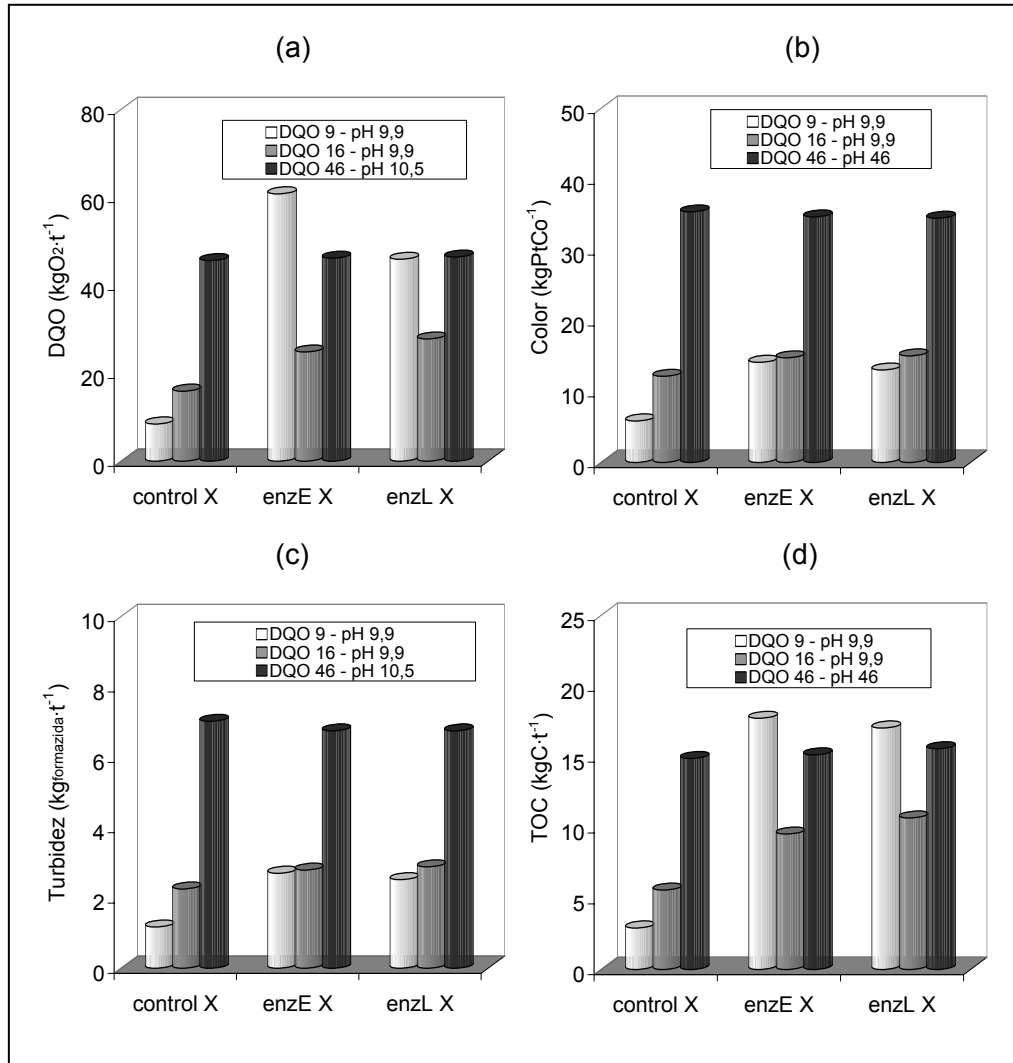 (a)
80
60
40
20
0
DQO (kgO2·t-1)
DQO 9 - pH 9,9
DQO 16 - pH 9,9
DQO 46 - pH 10,5
control X enzE X enzL X
(b)
50
40
30
20
10
0
Color (kgPtCo-1)
DQO 9 - pH 9,9
DQO 16 - pH 9,9
DQO 46 - pH 46
control X enzE X enzL X
(c)
10
8
6
4
2
0
Turbidez (kgformazida·t-1)
DQO 9 - pH 9,9
DQO 16 - pH 9,9
DQO 46 - pH 10,5
control X enzE X enzL X
(d)
25
20
15
10
5
0
TOC (kgC·t-1)
DQO 9 - pH 9,9
DQO 16 - pH 9,9
DQO 46 - pH 46
control X enzE X enzL X